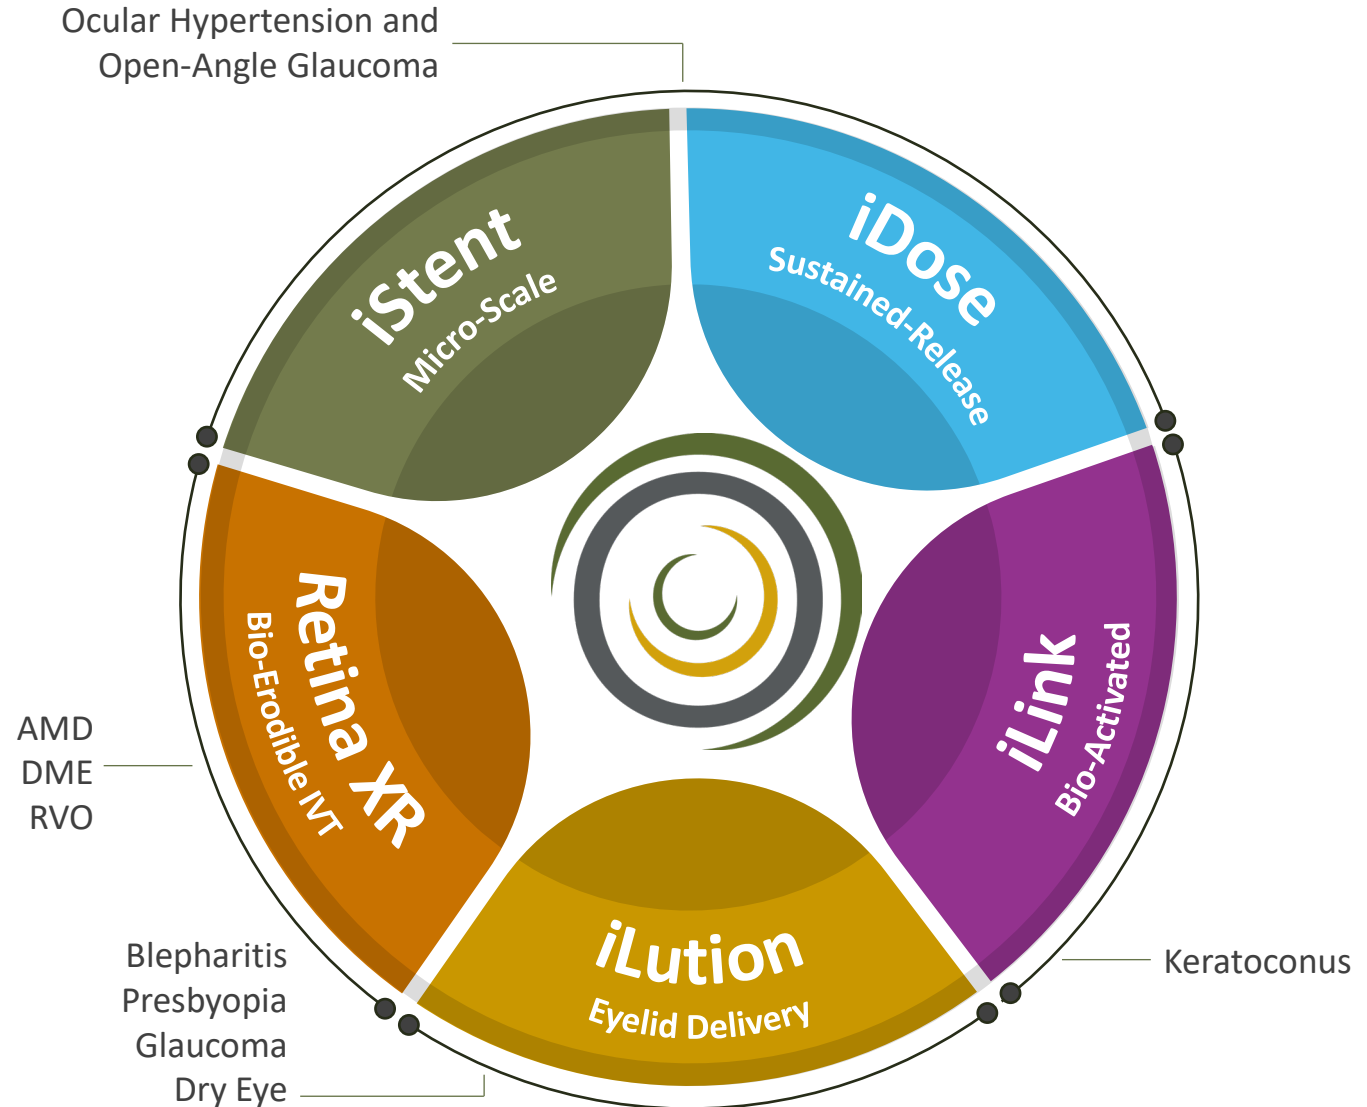 Ocular Hypertension and
Open-Angle Glaucoma
iStent
Micro-Scale
iDose
Sustained-Release
Retina XR
Bio-Erodible IVT
iLink
Bio-Activated
iLution
Eyelid Delivery
AMD
DME
RVO
Blepharitis
Presbyopia
Glaucoma
Dry Eye
Keratoconus